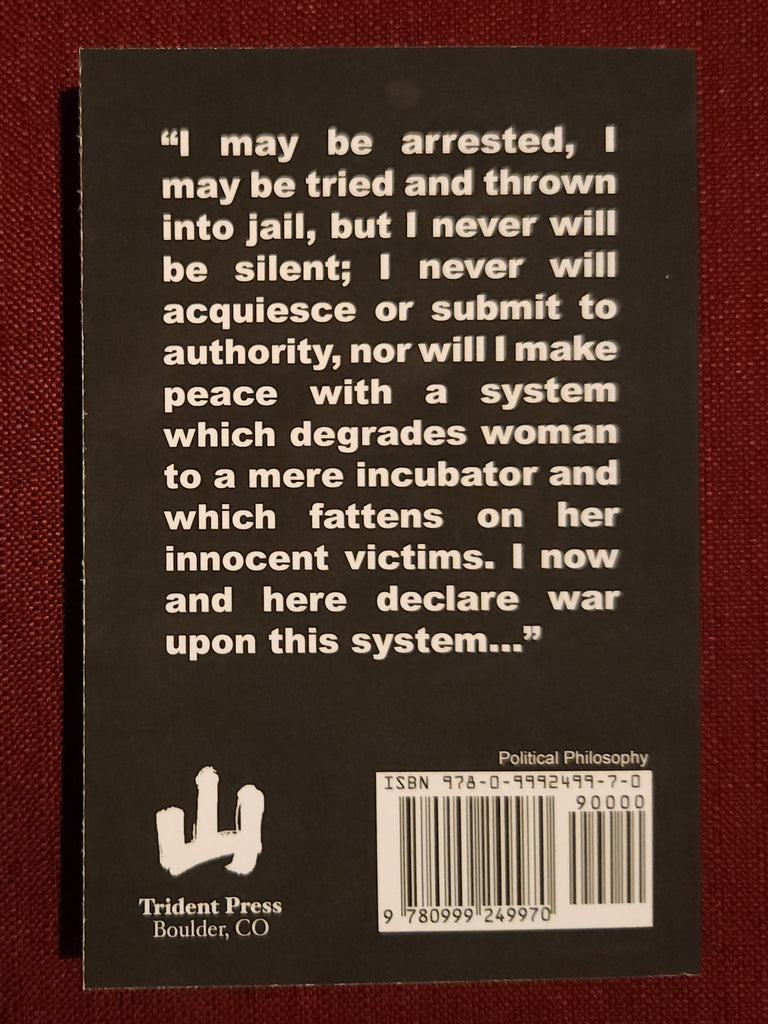 “I may be arrested, I
may be tried and thrown
into jail, but I never will
be silent; I never will
acquiesce or submit to
authority, nor will I make
peace with a system
which degrades woman
to a mere incubator and
which fattens on her
innocent victims. I now
and here declare war
upon this system...”
Political Philosophy
ISBN 978-0-9992499-7-0
90000
9 780999 249970
Trident Press
Boulder, CO